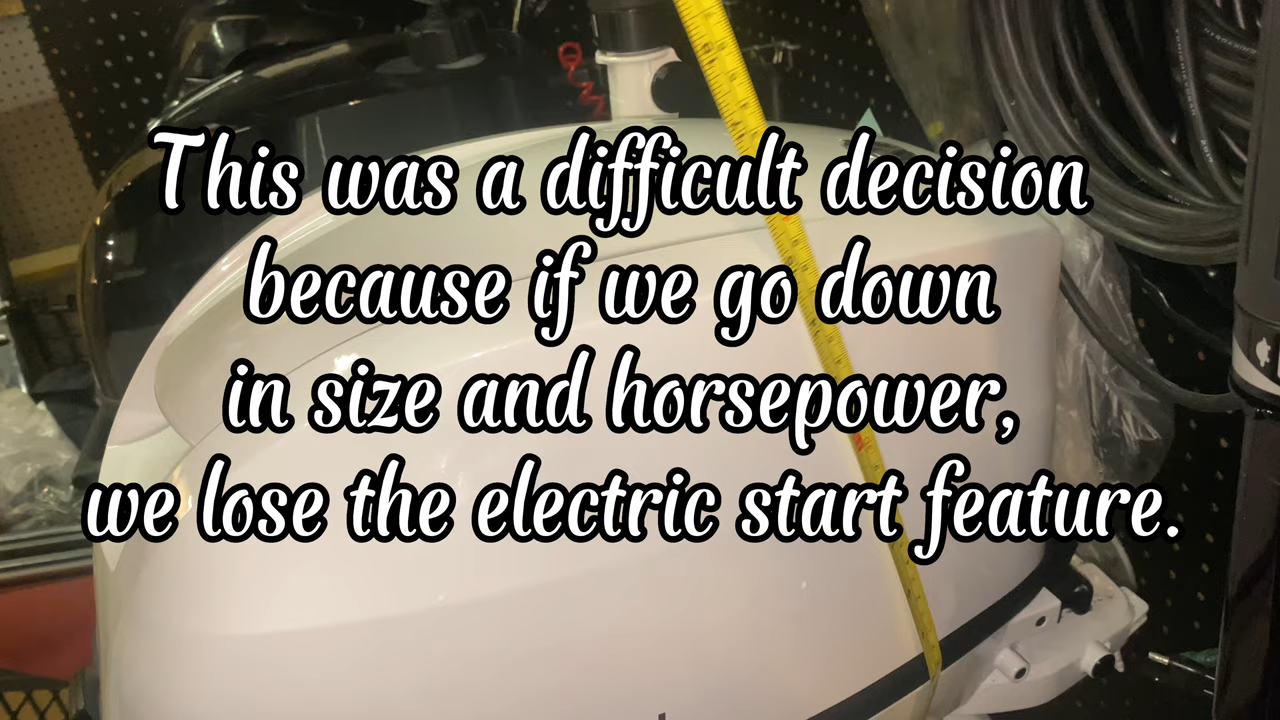 This was a difficult decision
because if we go down
in size and horsepower,
we lose the electric start feature.